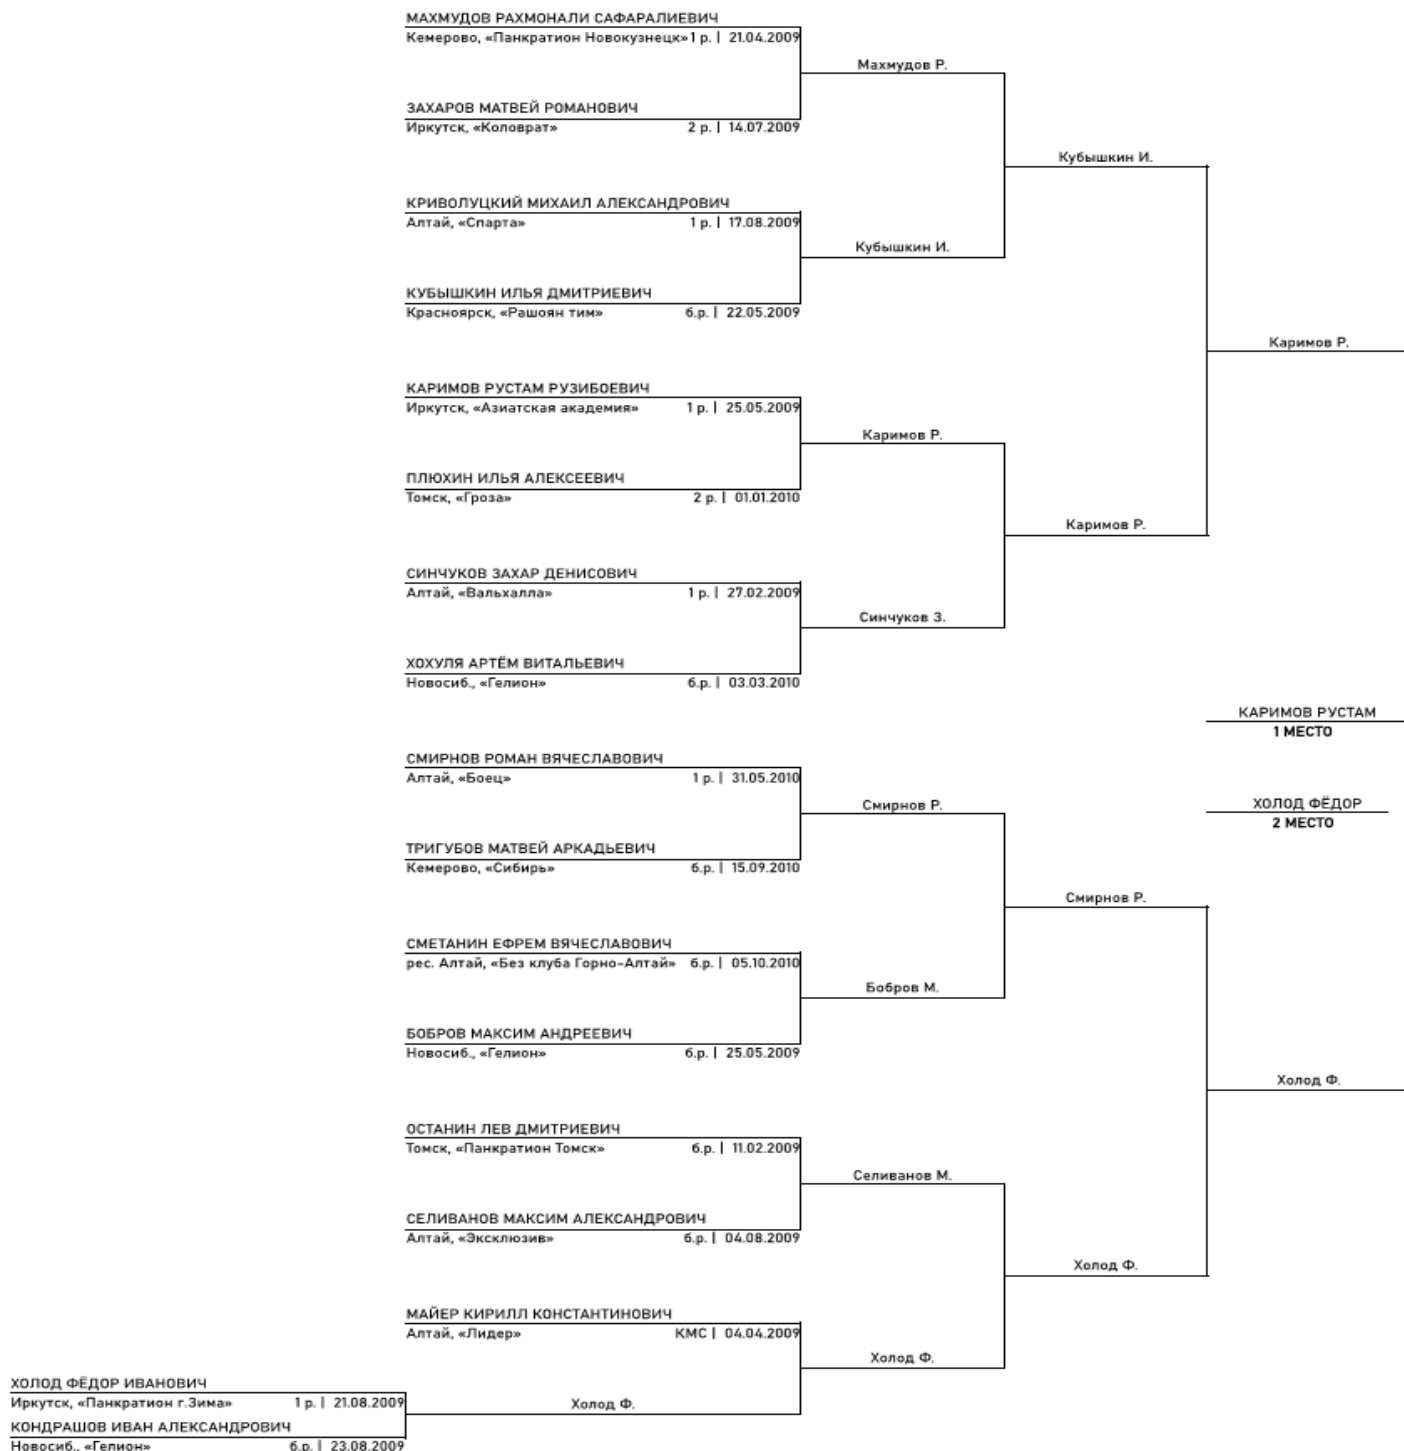 МАХМУДОВ РАХМОНАЛИ САФАРАЛИЕВИЧ
Кемерово, «Панкратион Новокузнецк» 1 р. | 21.04.2009
Махмудов Р.
ЗАХАРОВ МАТВЕЙ РОМАНОВИЧ
Иркутск, «Коловрат» 2 р. | 14.07.2009
Кубышкин И.
КРИВОЛУЦКИЙ МИХАИЛ АЛЕКСАНДРОВИЧ
Алтай, «Спарта» 1 р. | 17.08.2009
Кубышкин И.
КУБЫШКИН ИЛЬЯ ДМИТРИЕВИЧ
Красноярск, «Рашоян тим» б.р. | 22.05.2009
Каримов Р.
КАРИМОВ РУСТАМ РУЗИБОЕВИЧ
Иркутск, «Азиатская академия» 1 р. | 25.05.2009
Каримов Р.
ПЛЮХИН ИЛЬЯ АЛЕКСЕЕВИЧ
Томск, «Гроза» 2 р. | 01.01.2010
Каримов Р.
СИНЧУКОВ ЗАХАР ДЕНИСОВИЧ
Алтай, «Вальхалла» 1 р. | 27.02.2009
Синчуков З.
ХОХУЛЯ АРТЁМ ВИТАЛЬЕВИЧ
Новосиб., «Гелион» б.р. | 03.03.2010
КАРИМОВ РУСТАМ
1 МЕСТО
СМИРНОВ РОМАН ВЯЧЕСЛАВОВИЧ
Алтай, «Боец» 1 р. | 31.05.2010
Смирнов Р.
ХОЛОД ФЁДОР
2 МЕСТО
ТРИГУБОВ МАТВЕЙ АРКАДЬЕВИЧ
Кемерово, «Сибирь» б.р. | 15.09.2010
Смирнов Р.
СМЕТАНИН ЕФРЕМ ВЯЧЕСЛАВОВИЧ
рес. Алтай, «Без клуба Горно-Алтай» б.р. | 05.10.2010
Бобров М.
БОБРОВ МАКСИМ АНДРЕЕВИЧ
Новосиб., «Гелион» б.р. | 25.05.2009
Холод Ф.
ОСТАНИН ЛЕВ ДМИТРИЕВИЧ
Томск, «Панкратион Томск» б.р. | 11.02.2009
Селиванов М.
СЕЛИВАНОВ МАКСИМ АЛЕКСАНДРОВИЧ
Алтай, «Эксклюзив» б.р. | 04.08.2009
Холод Ф.
МАЙЕР КИРИЛЛ КОНСТАНТИНОВИЧ
Алтай, «Лидер» КМС | 04.04.2009
Холод Ф.
ХОЛОД ФЁДОР ИВАНОВИЧ
Иркутск, «Панкратион г.Зима» 1 р. | 21.08.2009
Холод Ф.
КОНДРАШОВ ИВАН АЛЕКСАНДРОВИЧ
Новосиб., «Гелион» б.р. | 23.08.2009